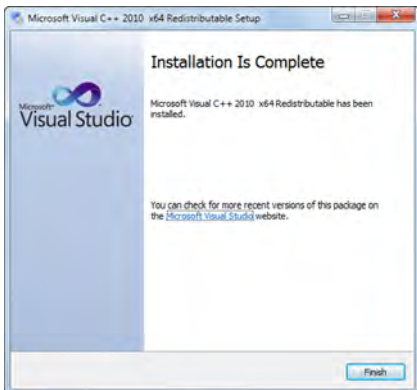 Microsoft Visual C++ 2010 x64 Redistributable Setup
Installation Is Complete
Microsoft Visual C++ 2010 x64 Redistributable has been
installed.
Microsoft
Visual Studio
You can check for more recent versions of this package on
the Microsoft Visual Studio website.
Finish